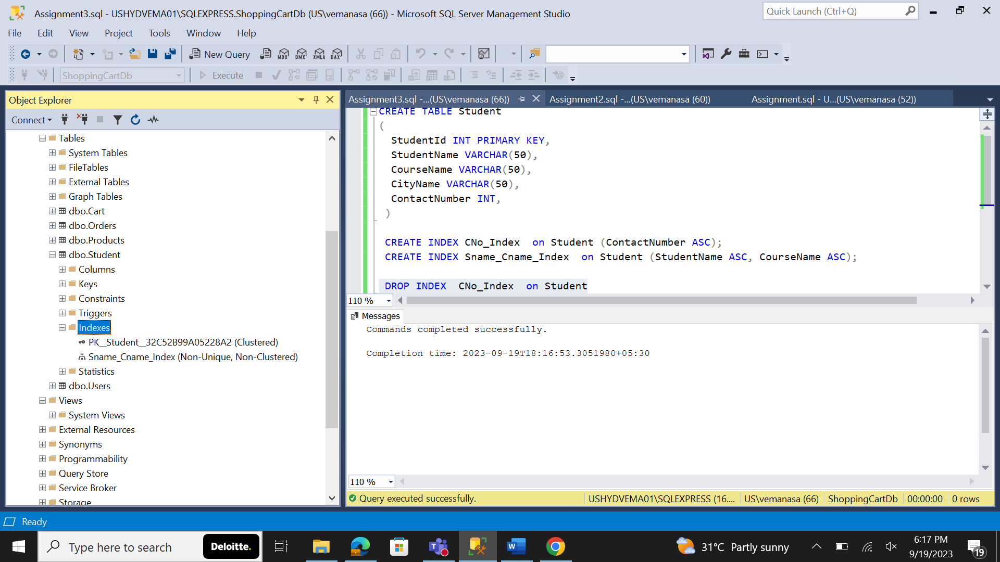 Assignment3.sql - USHYDVEMA01\SQLEXPRESS.ShoppingCartDb (US\vemanasa (66)) - Microsoft SQL Server Management Studio
Quick Launch (Ctrl+Q)
File Edit View Project Tools Window Help
New Query MDX DMX XMLA DAX
ShoppingCartDb Execute
Object Explorer
Connect
Tables
System Tables
FileTables
External Tables
Graph Tables
dbo.Cart
dbo.Orders
dbo.Products
dbo.Student
Columns
Keys
Constraints
Triggers
Indexes
PK__Student__32C52B99A05228A2 (Clustered)
Sname_Cname_Index (Non-Unique, Non-Clustered)
Statistics
dbo.Users
Views
System Views
External Resources
Synonyms
Programmability
Query Store
Service Broker
Storage
Assignment3.sql -...(US\vemanasa (66)) Assignment2.sql -...(US\vemanasa (60)) Assignment.sql - U...(US\vemanasa (52))
CREATE TABLE Student
(
StudentId INT PRIMARY KEY,
StudentName VARCHAR(50),
CourseName VARCHAR(50),
CityName VARCHAR(50),
ContactNumber INT,
)
CREATE INDEX CNo_Index on Student (ContactNumber ASC);
CREATE INDEX Sname_Cname_Index on Student (StudentName ASC, CourseName ASC);
DROP INDEX CNo_Index on Student
110 %
Messages
Commands completed successfully.
Completion time: 2023-09-19T18:16:53.3051980+05:30
110 %
Query executed successfully. USHYDVEMA01\SQLEXPRESS (16.... US\vemanasa (66) ShoppingCartDb 00:00:00 0 rows
Ready
Type here to search Deloitte. 31°C Partly sunny 6:17 PM
9/19/2023 19